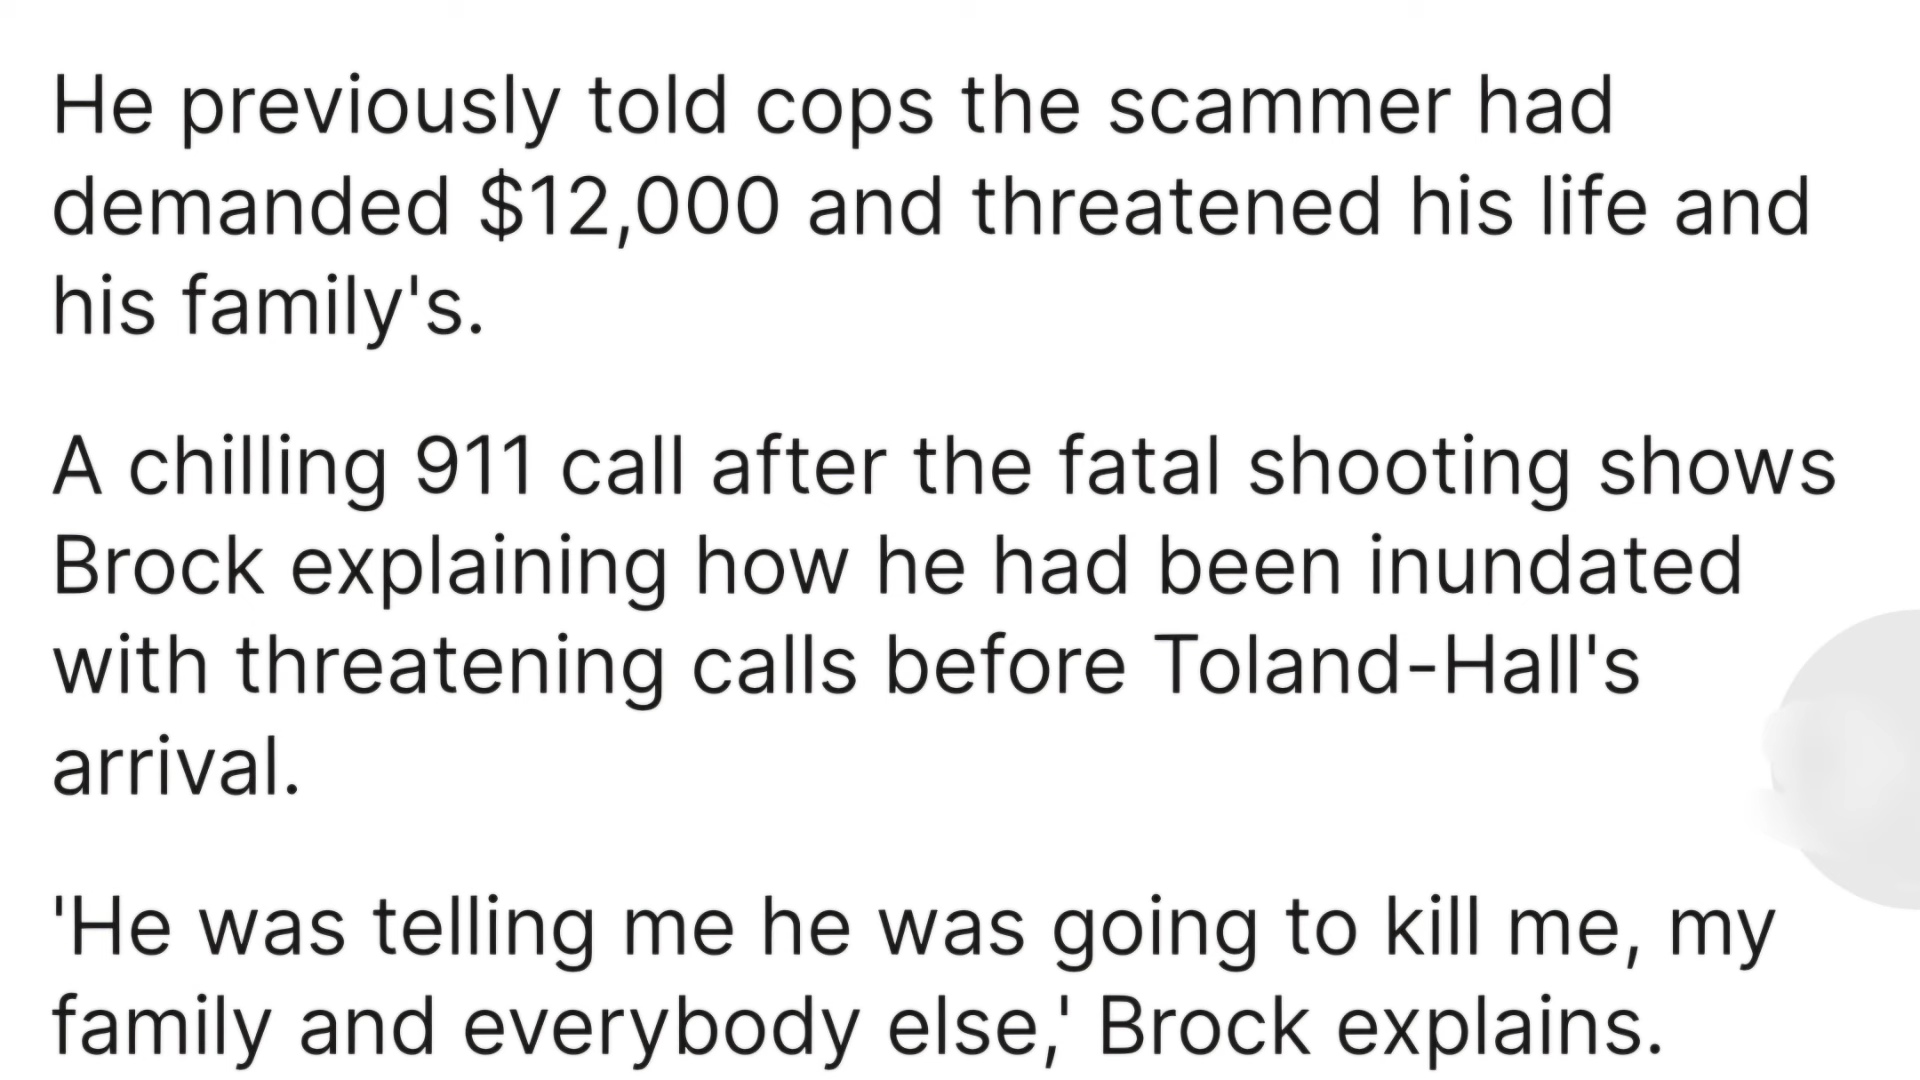 He previously told cops the scammer had
demanded $12,000 and threatened his life and
his family's.
A chilling 911 call after the fatal shooting shows
Brock explaining how he had been inundated
with threatening calls before Toland-Hall's
arrival.
'He was telling me he was going to kill me, my
family and everybody else,' Brock explains.